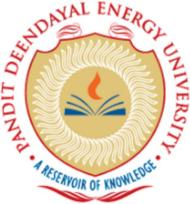 PANDIT DEENDAYAL ENERGY UNIVERSITY
• A RESERVOIR OF KNOWLEDGE •